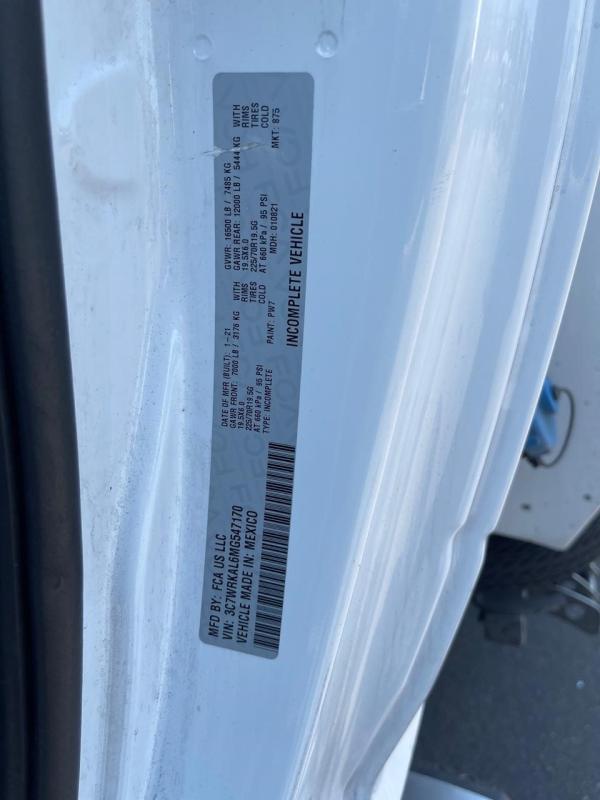 MFD BY: FCA US LLC
VIN: 3C7WRKAL6MG547170
VEHICLE MADE IN: MEXICO
DATE OF MFR (BUILT): 1-21
GAWR FRONT: 7000 LB / 3176 KG WITH
19.5X6.0 RIMS
225/70R19.5G TIRES
AT 660 kPa / 95 PSI COLD
TYPE: INCOMPLETE PAINT: PW7
GVWR: 16500 LB / 7485 KG
GAWR REAR: 12000 LB / 5444 KG WITH
19.5X6.0 RIMS
225/70R19.5G TIRES
AT 660 kPa / 95 PSI COLD
MDH: 010821 MKT: 875
INCOMPLETE VEHICLE